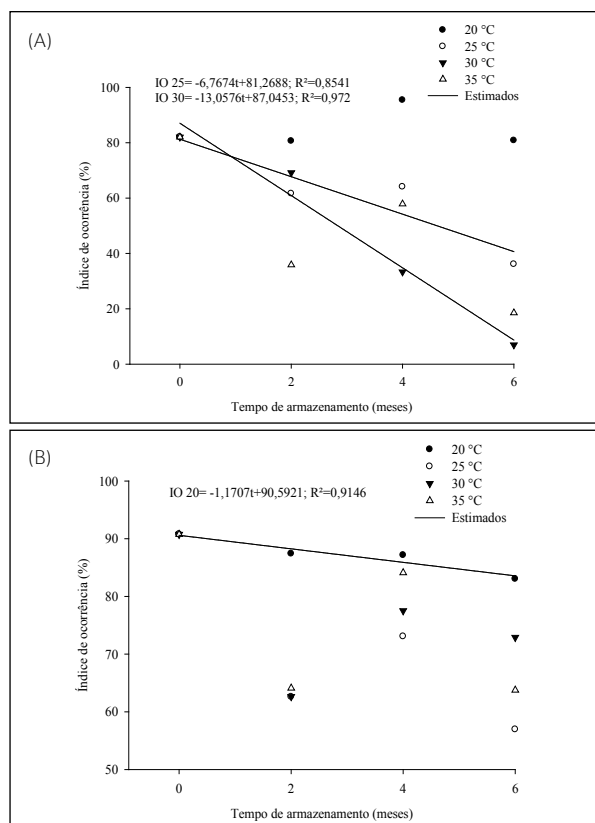 (A)
20 °C
25 °C
30 °C
35 °C
Estimados
IO 25= -6,7674t+81,2688; R²=0,8541
IO 30= -13,0576t+87,0453; R²=0,972
100
80
60
40
20
0
Índice de ocorrência (%)
0 2 4 6
Tempo de armazenamento (meses)
(B)
20 °C
25 °C
30 °C
35 °C
Estimados
IO 20= -1,1707t+90,5921; R²=0,9146
100
90
80
70
60
50
Índice de ocorrência (%)
0 2 4 6
Tempo de armazenamento (meses)